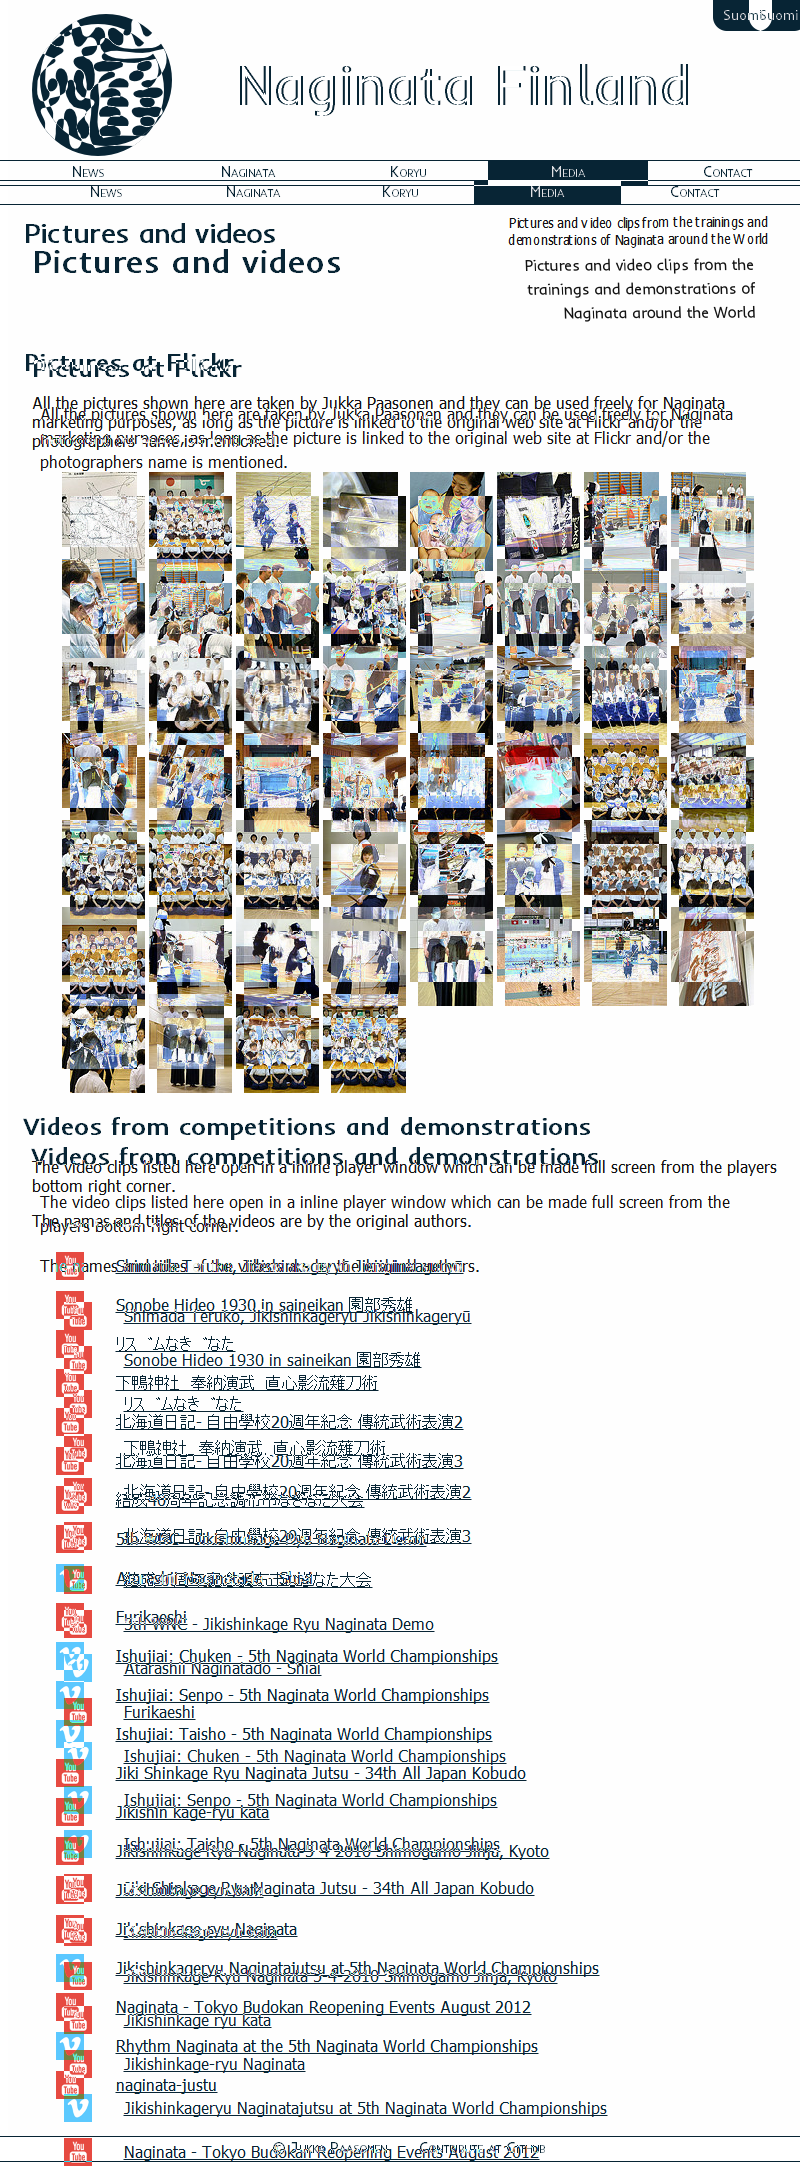 Suomi Suomi
Naginata Finland
News Naginata Koryu Media Contact
News Naginata Koryu Media Contact
Pictures and videos
Pictures and video clips from the trainings and
demonstrations of Naginata around the World
Pictures and videos
Pictures and video clips from the
trainings and demonstrations of
Naginata around the World
Pictures at Flickr
Pictures at Flickr
All the pictures shown here are taken by Jukka Paasonen and they can be used freely for Naginata
All the pictures shown here are taken by Jukka Paasonen and they can be used freely for Naginata
marketing purposes, as long as the picture is linked to the original web site at Flickr and/or the
marketing purposes, as long as the picture is linked to the original web site at Flickr and/or the
photographers name is mentioned.
photographers name is mentioned.
Videos from competitions and demonstrations
Videos from competitions and demonstrations
The video clips listed here open in a inline player window which can be made full screen from the players
bottom right corner.
The video clips listed here open in a inline player window which can be made full screen from the
The names and titles of the videos are by the original authors.
players bottom right corner.
The names and titles of the videos are by the original authors.
Sonobe Hideo 1930 in saineikan 園部秀雄
Shimada Teruko, Jikishinkageryu Jikishinkageryū
リズムなぎなた
Sonobe Hideo 1930 in saineikan 園部秀雄
下鴨神社 奉納演武 直心影流薙刀術
リズムなぎなた
北海道日記- 自由學校20週年紀念 傳統武術表演2
下鴨神社 奉納演武 直心影流薙刀術
北海道日記- 自由學校20週年紀念 傳統武術表演3
北海道日記- 自由學校20週年紀念 傳統武術表演2
結成40周年記念調布市なぎなた大会
北海道日記- 自由學校20週年紀念 傳統武術表演3
5th WNC - Jikishinkage Ryu Naginata Demo
Atarashii Naginatado - Shiai
結成40周年記念調布市なぎなた大会
Furikaeshi
5th WNC - Jikishinkage Ryu Naginata Demo
Ishujiai: Chuken - 5th Naginata World Championships
Atarashii Naginatado - Shiai
Ishujiai: Senpo - 5th Naginata World Championships
Furikaeshi
Ishujiai: Taisho - 5th Naginata World Championships
Ishujiai: Chuken - 5th Naginata World Championships
Jiki Shinkage Ryu Naginata Jutsu - 34th All Japan Kobudo
Ishujiai: Senpo - 5th Naginata World Championships
Jikishin kage-ryu kata
Ishujiai: Taisho - 5th Naginata World Championships
Jikishinkage Ryu Naginata 5-4-2010 Shimogamo Jinja, Kyoto
Jiki Shinkage Ryu Naginata Jutsu - 34th All Japan Kobudo
Jikishinkage-ryu Naginata
Jikishinkageryu Naginatajutsu at 5th Naginata World Championships
Jikishinkage Ryu Naginata 5-4-2010 Shimogamo Jinja, Kyoto
Naginata - Tokyo Budokan Reopening Events August 2012
Jikishinkage ryu kata
Rhythm Naginata at the 5th Naginata World Championships
Jikishinkage-ryu Naginata
naginata-justu
Jikishinkageryu Naginatajutsu at 5th Naginata World Championships
© Jukka Paasonen Contribute at GitHub
Naginata - Tokyo Budokan Reopening Events August 2012